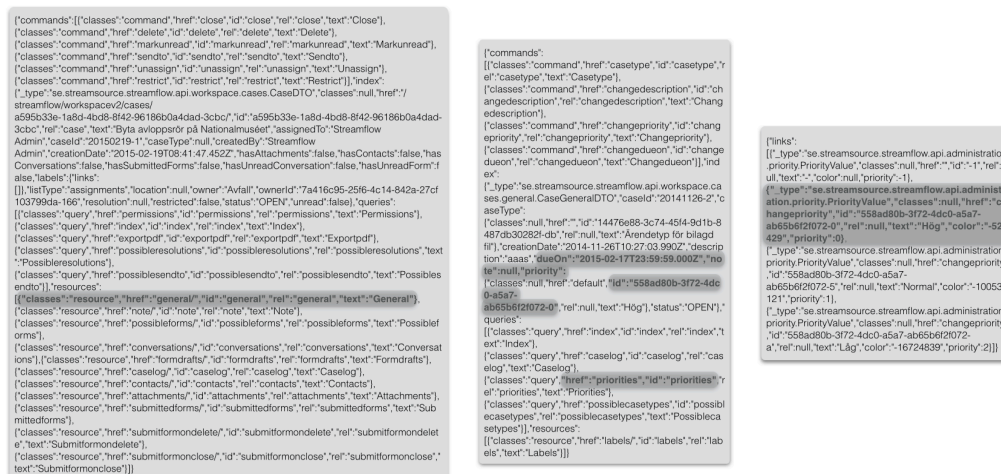 {"commands":[{"classes":"command","href":"close","id":"close","rel":"close","text":"Close"},
{"classes":"command","href":"delete","id":"delete","rel":"delete","text":"Delete"},
{"classes":"command","href":"markunread","id":"markunread","rel":"markunread","text":"Markunread"},
{"classes":"command","href":"sendto","id":"sendto","rel":"sendto","text":"Sendto"},
{"classes":"command","href":"unassign","id":"unassign","rel":"unassign","text":"Unassign"},
{"classes":"command","href":"restrict","id":"restrict","rel":"restrict","text":"Restrict"}],"index":
{"_type":"se.streamsource.streamflow.api.workspace.cases.CaseDTO","classes":null,"href":"/
streamflow/workspacev2/cases/
a595b33e-1a8d-4bd8-8f42-96186b0a4dad-3cbc/","id":"a595b33e-1a8d-4bd8-8f42-96186b0a4dad-
3cbc","rel":"case","text":"Byta avloppsrör på Nationalmuséet","assignedTo":"Streamflow
Admin","caseId":"20150219-1","caseType":null,"createdBy":"Streamflow
Admin","creationDate":"2015-02-19T08:41:47.452Z","hasAttachments":false,"hasContacts":false,"has
Conversations":false,"hasSubmittedForms":false,"hasUnreadConversation":false,"hasUnreadForm":f
alse,"labels":{"links":
[]},"listType":"assignments","location":null,"owner":"Avfall","ownerId":"7a416c95-25f6-4c14-842a-27cf
103799da-166","resolution":null,"restricted":false,"status":"OPEN","unread":false},"queries":
[{"classes":"query","href":"permissions","id":"permissions","rel":"permissions","text":"Permissions"},
{"classes":"query","href":"index","id":"index","rel":"index","text":"Index"},
{"classes":"query","href":"exportpdf","id":"exportpdf","rel":"exportpdf","text":"Exportpdf"},
{"classes":"query","href":"possibleresolutions","id":"possibleresolutions","rel":"possibleresolutions","text
":"Possibleresolutions"},
{"classes":"query","href":"possiblesendto","id":"possiblesendto","rel":"possiblesendto","text":"Possibles
endto"}],"resources":
[{"classes":"resource","href":"general/","id":"general","rel":"general","text":"General"},
{"classes":"resource","href":"note/","id":"note","rel":"note","text":"Note"},
{"classes":"resource","href":"possibleforms/","id":"possibleforms","rel":"possibleforms","text":"Possiblef
orms"},
{"classes":"resource","href":"conversations/","id":"conversations","rel":"conversations","text":"Conversat
ions"},{"classes":"resource","href":"formdrafts/","id":"formdrafts","rel":"formdrafts","text":"Formdrafts"},
{"classes":"resource","href":"caselog/","id":"caselog","rel":"caselog","text":"Caselog"},
{"classes":"resource","href":"contacts/","id":"contacts","rel":"contacts","text":"Contacts"},
{"classes":"resource","href":"attachments/","id":"attachments","rel":"attachments","text":"Attachments"},
{"classes":"resource","href":"submittedforms/","id":"submittedforms","rel":"submittedforms","text":"Sub
mittedforms"},
{"classes":"resource","href":"submitformdelete/","id":"submitformdelete","rel":"submitformdelet
e","text":"Submitformdelete"},
{"classes":"resource","href":"submitformonclose/","id":"submitformonclose","rel":"submitformonclose","
text":"Submitformonclose"}]}
{"commands":
[{"classes":"command","href":"casetype","id":"casetype","r
el":"casetype","text":"Casetype"},
{"classes":"command","href":"changedescription","id":"ch
angedescription","rel":"changedescription","text":"Chang
edescription"},
{"classes":"command","href":"changepriority","id":"chang
epriority","rel":"changepriority","text":"Changepriority"},
{"classes":"command","href":"changedueon","id":"change
dueon","rel":"changedueon","text":"Changedueon"}],"ind
ex":
{"_type":"se.streamsource.streamflow.api.workspace.ca
ses.general.CaseGeneralDTO","caseId":"20141126-2","c
aseType":
{"classes":null,"href":"","id":"14476e88-3c74-45f4-9d1b-8
487db30282f-db","rel":null,"text":"Ärendetyp för bilagd
fil"},"creationDate":"2014-11-26T10:27:03.990Z","descrip
tion":"aaas","dueOn":"2015-02-17T23:59:59.000Z","no
te":null,"priority":
{"classes":null,"href":"default","id":"558ad80b-3f72-4dc
0-a5a7-
ab65b6f2f072-0","rel":null,"text":"Hög"},"status":"OPEN"},"
queries":
[{"classes":"query","href":"index","id":"index","rel":"index","t
ext":"Index"},
{"classes":"query","href":"caselog","id":"caselog","rel":"cas
elog","text":"Caselog"},
{"classes":"query","href":"priorities","id":"priorities","r
el":"priorities","text":"Priorities"},
{"classes":"query","href":"possiblecasetypes","id":"possibl
ecasetypes","rel":"possiblecasetypes","text":"Possibleca
setypes"}],"resources":
[{"classes":"resource","href":"labels/","id":"labels","rel":"lab
els","text":"Labels"}]}
{"links":
[{"_type":"se.streamsource.streamflow.api.administration
.priority.PriorityValue","classes":null,"href":"","id":"-1","rel":
ull,"text":"-","color":null,"priority":-1},
{"_type":"se.streamsource.streamflow.api.administ
ation.priority.PriorityValue","classes":null,"href":"c
hangepriority","id":"558ad80b-3f72-4dc0-a5a7-
ab65b6f2f072-0","rel":null,"text":"Hög","color":"-52
429","priority":0},
{"_type":"se.streamsource.streamflow.api.administration
priority.PriorityValue","classes":null,"href":"changepriority
,"id":"558ad80b-3f72-4dc0-a5a7-
ab65b6f2f072-5","rel":null,"text":"Normal","color":"-10053
121","priority":1},
{"_type":"se.streamsource.streamflow.api.administration
priority.PriorityValue","classes":null,"href":"changepriority
,"id":"558ad80b-3f72-4dc0-a5a7-ab65b6f2f072-
a","rel":null,"text":"Låg","color":"-16724839","priority":2}]}